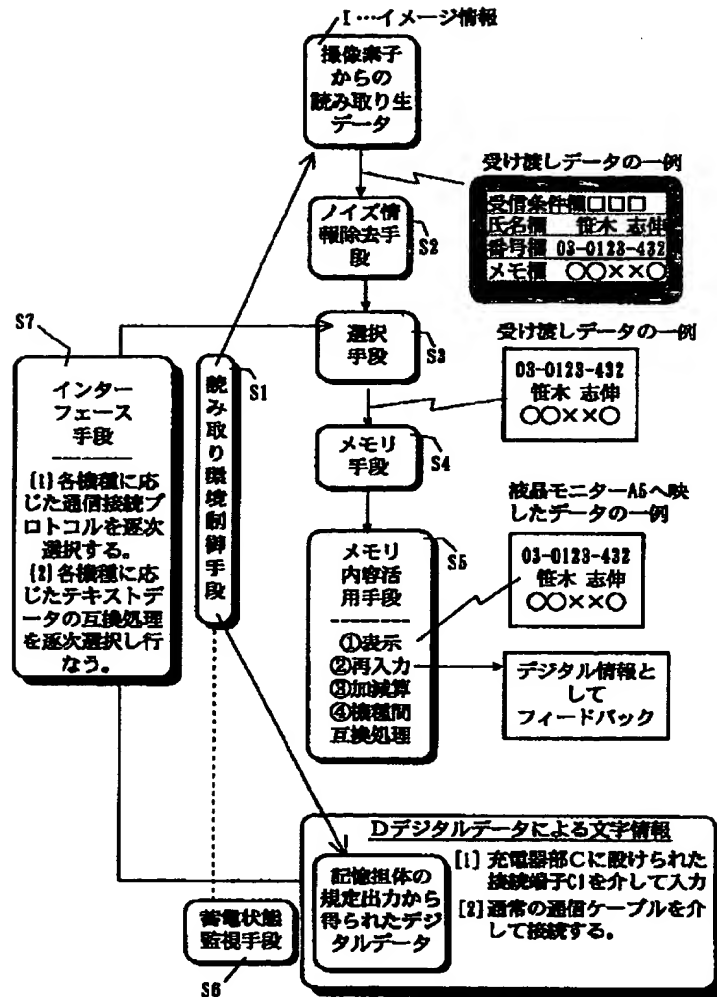 I…イメージ情報
撮像素子
からの
読み取り生
データ
受け渡しデータの一例
受信条件欄□□□
氏名欄 笹木 志伸
番号欄 03-0123-432
メモ欄 ○○××○
ノイズ情
報除去手
段
S2
選択
手段
S3
受け渡しデータの一例
03-0123-432
笹木 志伸
○○××○
メモリ
手段
S4
S7
インター
フェース
手段
[1]各機種に応
じた通信接続プ
ロトコルを逐次
選択する。
[2]各機種に応
じたテキストデ
ータの互換処理
を逐次選択し行
なう。
読み取り環境制御手段
S1
メモリ
内容活
用手段
①表示
②再入力
③加減算
④機種間
互換処理
S5
液晶モニターA5へ映
したデータの一例
03-0123-432
笹木 志伸
○○××○
デジタル情報と
して
フィードバック
Dデジタルデータによる文字情報
記憶担体の
規定出力から
得られたデジ
タルデータ
[1] 充電器部Cに設けられた
接続端子C1を介して入力
[2] 通常の通信ケーブルを介
して接続する。
蓄電状態
監視手段
S6